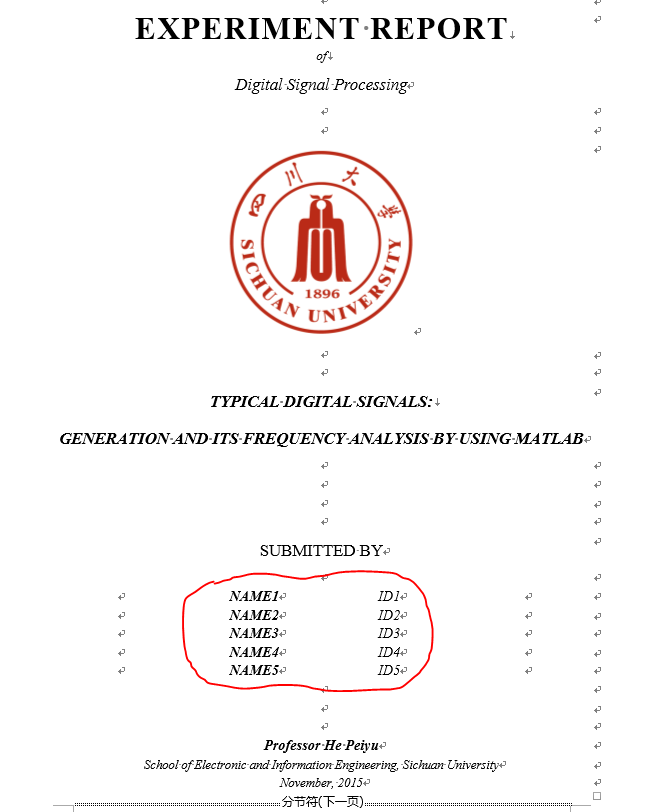 EXPERIMENT REPORT
of
Digital Signal Processing
四川大學
SICHUAN UNIVERSITY
1896
TYPICAL DIGITAL SIGNALS:
GENERATION AND ITS FREQUENCY ANALYSIS BY USING MATLAB
SUBMITTED BY
NAME1 ID1
NAME2 ID2
NAME3 ID3
NAME4 ID4
NAME5 ID5
Professor He Peiyu
School of Electronic and Information Engineering, Sichuan University
November, 2015
分节符(下一页)